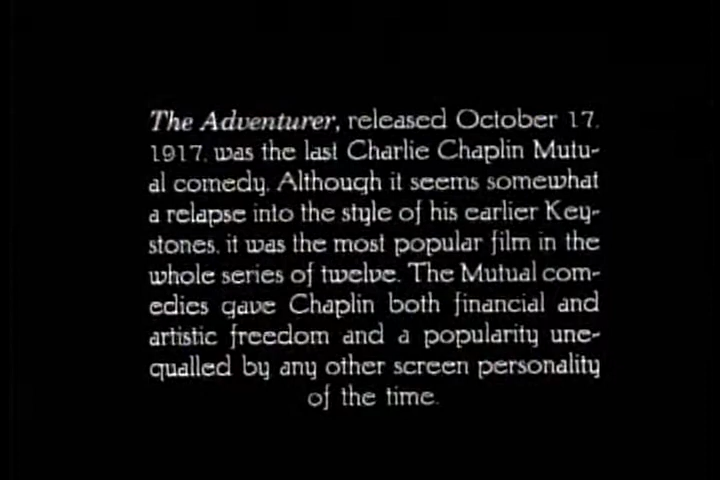 The Adventurer, released October 17,
1917, was the last Charlie Chaplin Mutu-
al comedy. Although it seems somewhat
a relapse into the style of his earlier Key-
stones, it was the most popular film in the
whole series of twelve. The Mutual com-
edies gave Chaplin both financial and
artistic freedom and a popularity une-
qualled by any other screen personality
of the time.